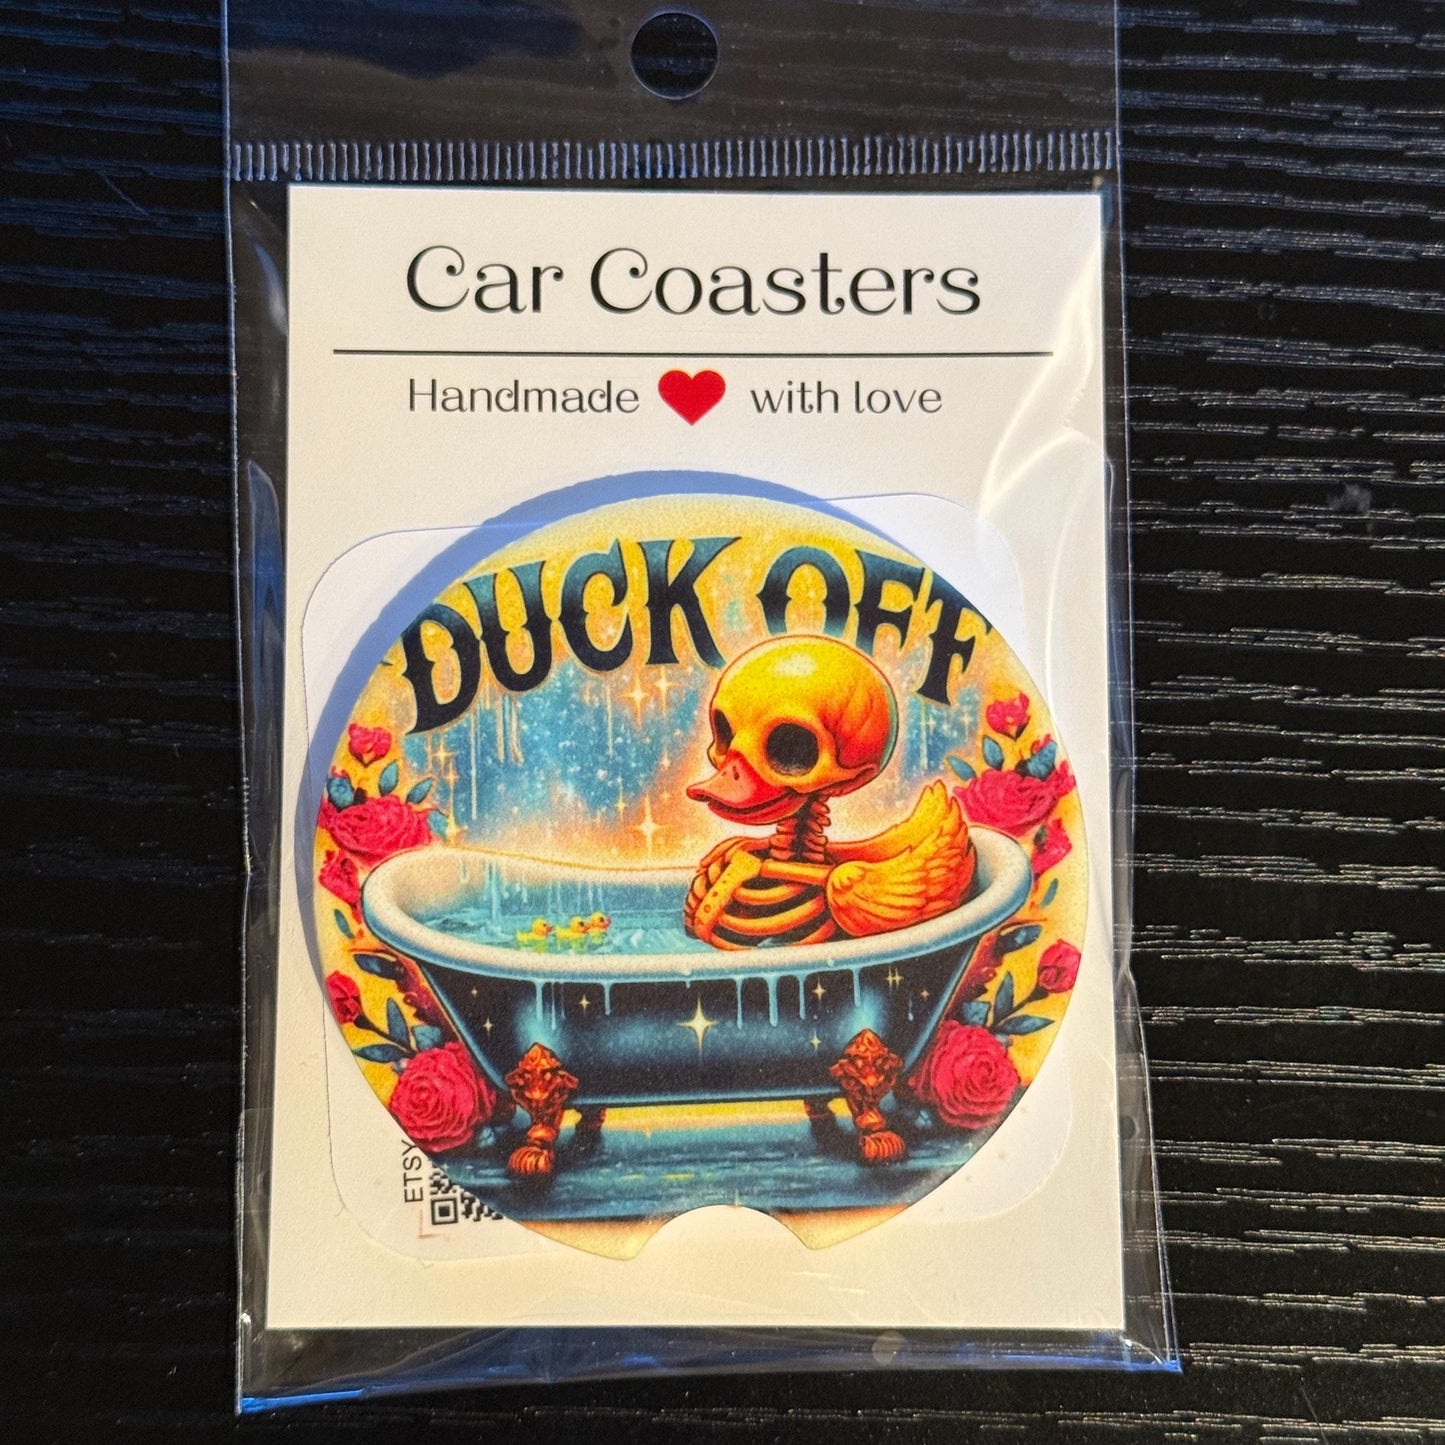 Car Coasters
Handmade with love
DUCK OFF
ETSY